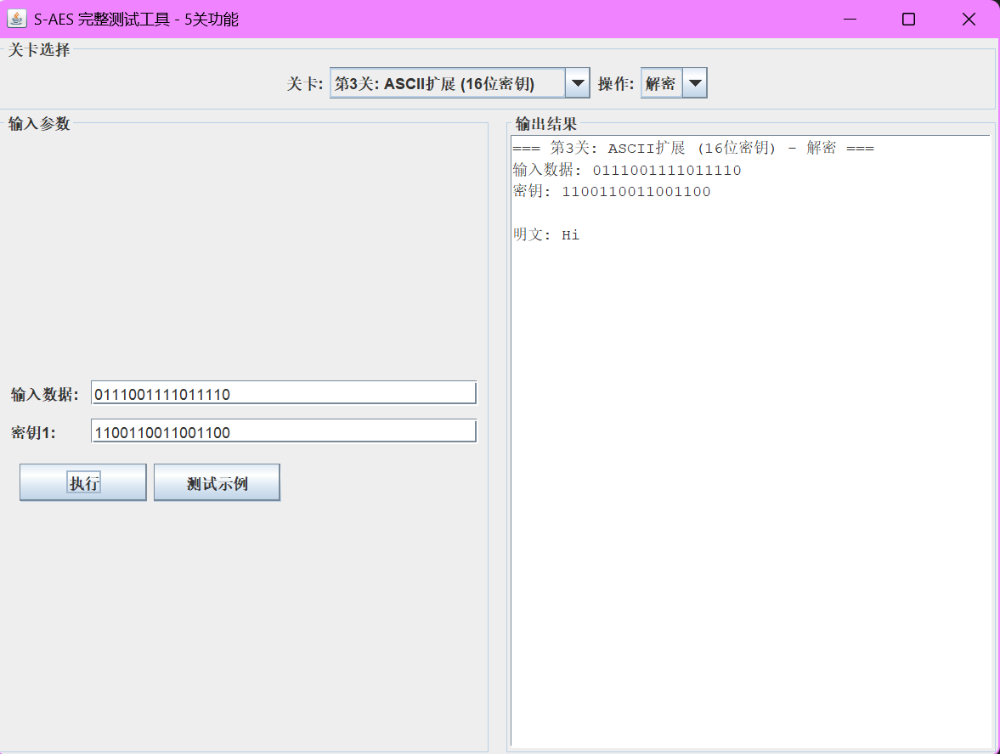 S-AES 完整测试工具 - 5关功能
关卡选择
关卡: 第3关: ASCII扩展 (16位密钥) 操作: 解密
输入参数
输入数据: 0111001111011110
密钥1: 1100110011001100
执行 测试示例
输出结果
=== 第3关: ASCII扩展 (16位密钥) - 解密 ===
输入数据: 0111001111011110
密钥: 1100110011001100
明文: Hi